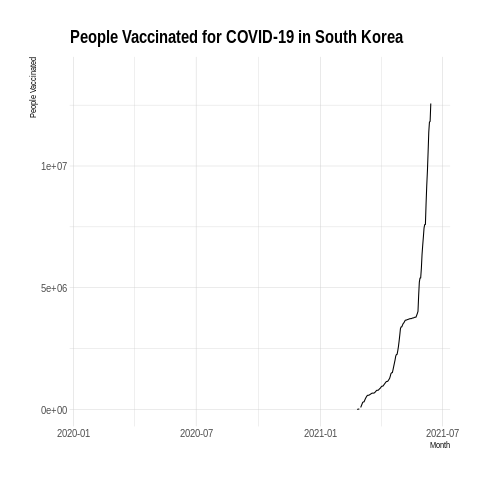 People Vaccinated for COVID-19 in South Korea
People Vaccinated
1e+07
5e+06
0e+00
2020-01 2020-07 2021-01 2021-07
Month